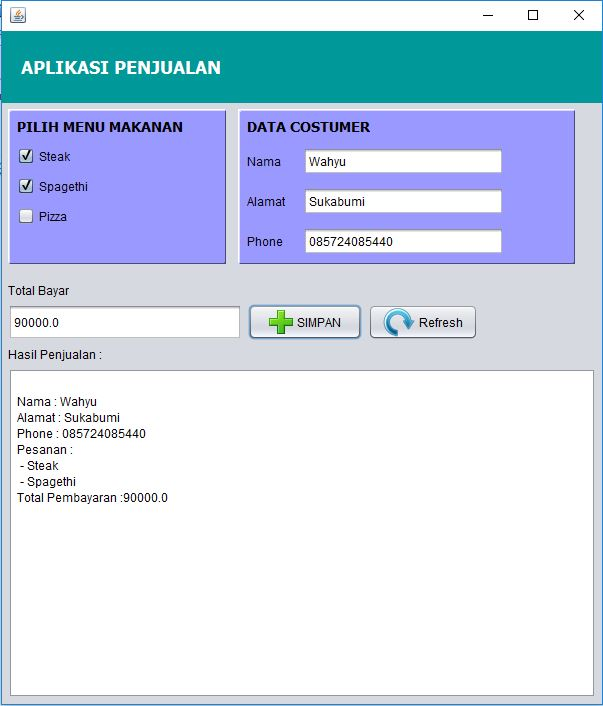 APLIKASI PENJUALAN
PILIH MENU MAKANAN
Steak
Spagethi
Pizza
DATA COSTUMER
Nama Wahyu
Alamat Sukabumi
Phone 085724085440
Total Bayar
90000.0 SIMPAN Refresh
Hasil Penjualan :
Nama : Wahyu
Alamat : Sukabumi
Phone : 085724085440
Pesanan :
- Steak
- Spagethi
Total Pembayaran :90000.0